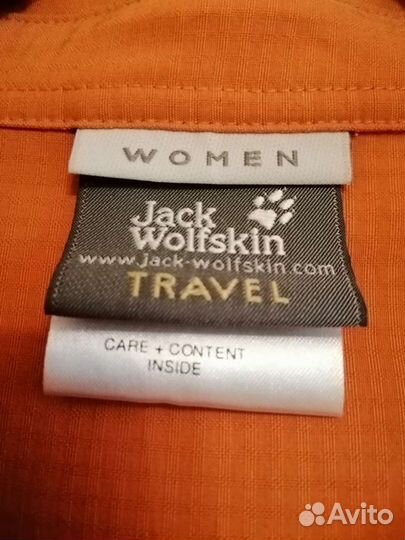 WOMEN
Jack
Wolfskin
www.jack-wolfskin.com
TRAVEL
CARE + CONTENT
INSIDE
Avito